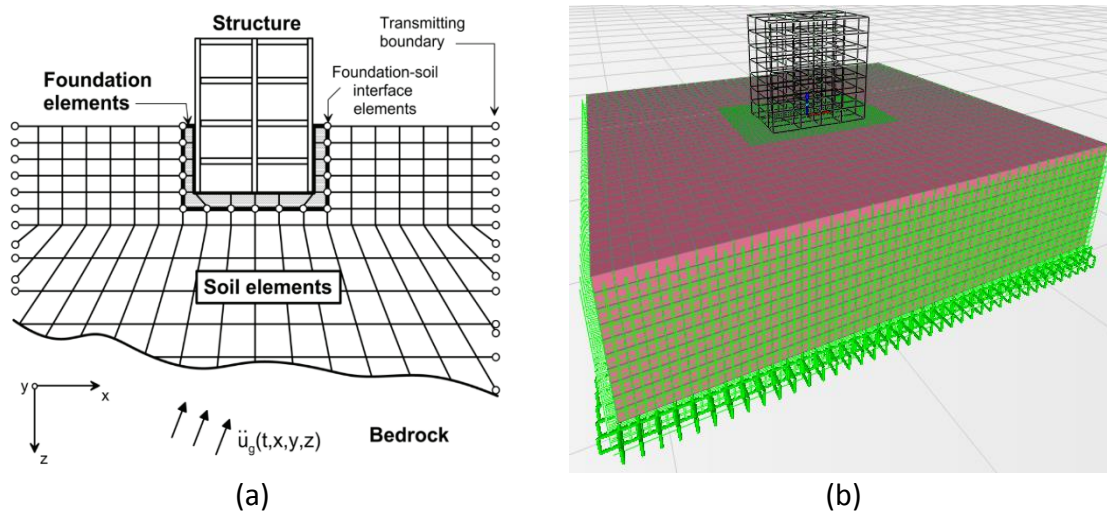 Structure
Transmitting
boundary
Foundation
elements
Foundation-soil
interface
elements
Soil elements
y
x
z
üg(t,x,y,z)
Bedrock
(a)
(b)